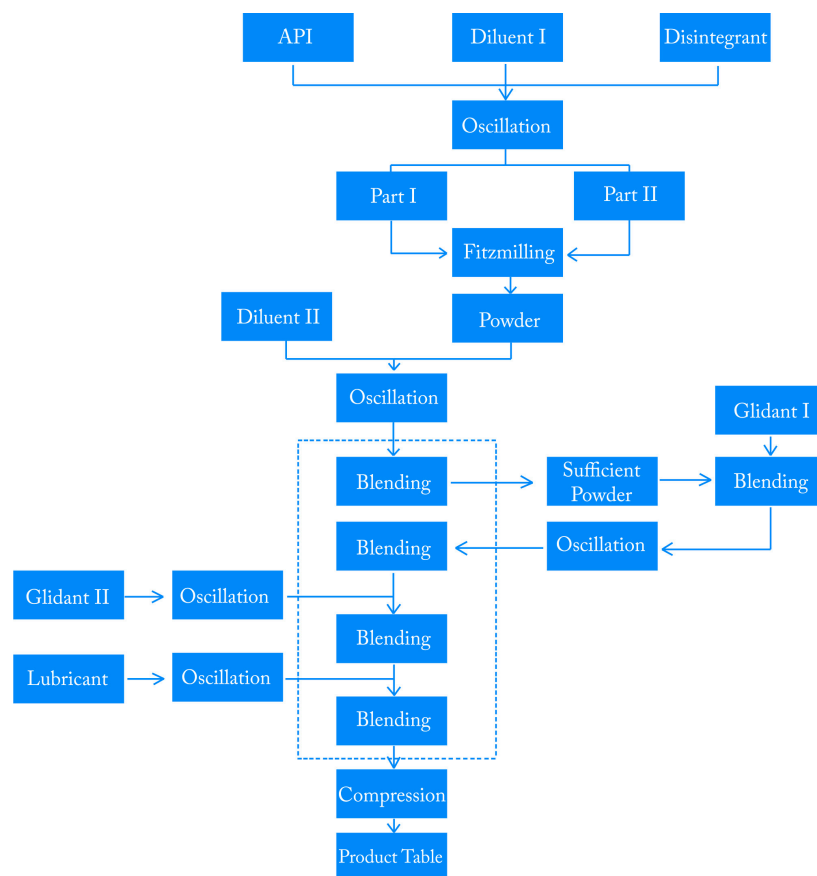 API
Diluent I
Disintegrant
Oscillation
Part I
Part II
Fitzmilling
Diluent II
Powder
Oscillation
Glidant I
Blending
Sufficient
Powder
Blending
Blending
Oscillation
Glidant II
Oscillation
Blending
Lubricant
Oscillation
Blending
Compression
Product Table